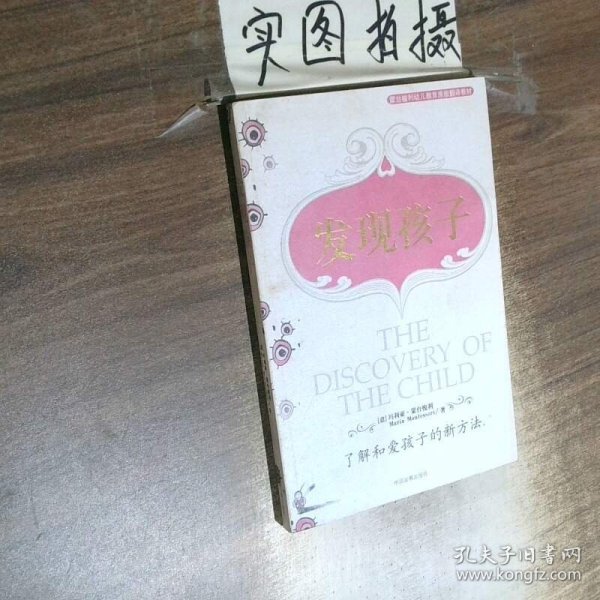 实图拍摄
蒙台梭利幼儿教育原版翻译教材
发现孩子
THE
DISCOVERY OF
THE CHILD
[意]玛利亚·蒙台梭利
Maria Montessori/著
了解和爱孩子的新方法
孔夫子旧书网
www.kongfz.com